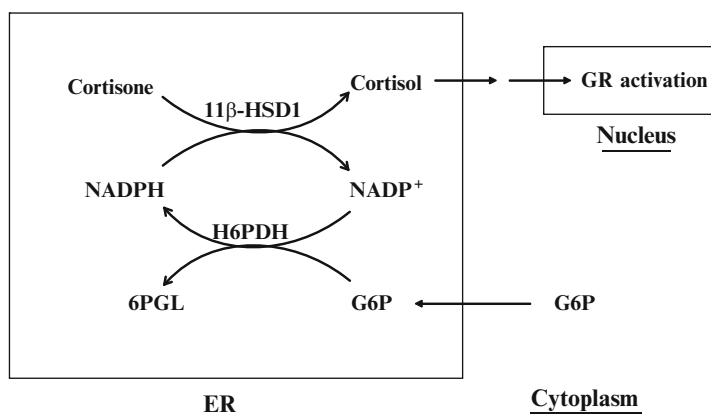 Cortisone
Cortisol
GR activation
11β-HSD1
Nucleus
NADPH
NADP⁺
H6PDH
6PGL
G6P
G6P
ER
Cytoplasm